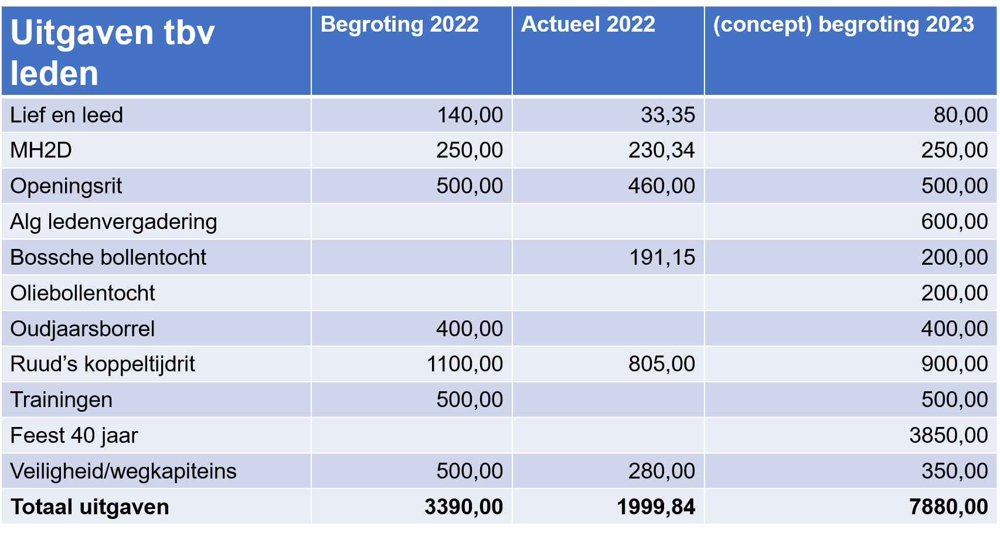 Uitgaven tbv leden Begroting 2022 Actueel 2022 (concept) begroting 2023
Lief en leed 140,00 33,35 80,00
MH2D 250,00 230,34 250,00
Openingsrit 500,00 460,00 500,00
Alg ledenvergadering 600,00
Bossche bollentocht 191,15 200,00
Oliebollentocht 200,00
Oudjaarsborrel 400,00 400,00
Ruud’s koppeltijdrit 1100,00 805,00 900,00
Trainingen 500,00 500,00
Feest 40 jaar 3850,00
Veiligheid/wegkapiteins 500,00 280,00 350,00
Totaal uitgaven 3390,00 1999,84 7880,00